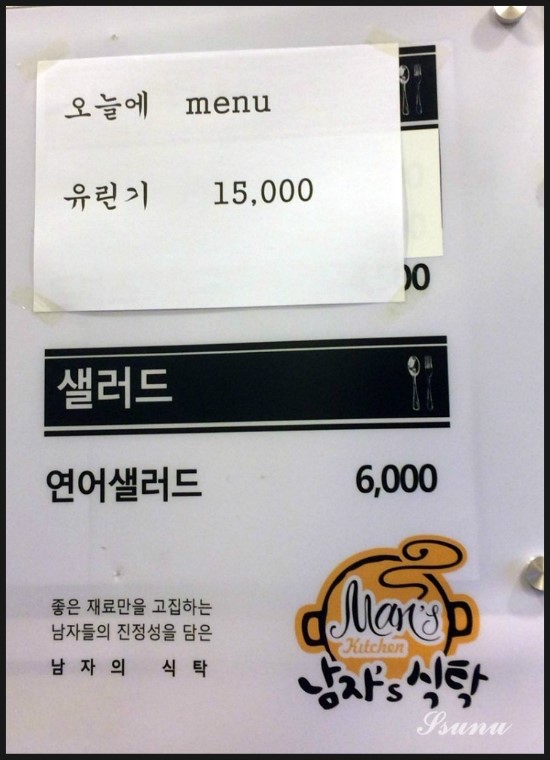 오늘에 menu
유린기 15,000
00
샐러드
연어샐러드 6,000
좋은 재료만을 고집하는
남자들의 진정성을 담은
남자의 식탁
Man's
Kitchen
남자's 식탁
Ssunu